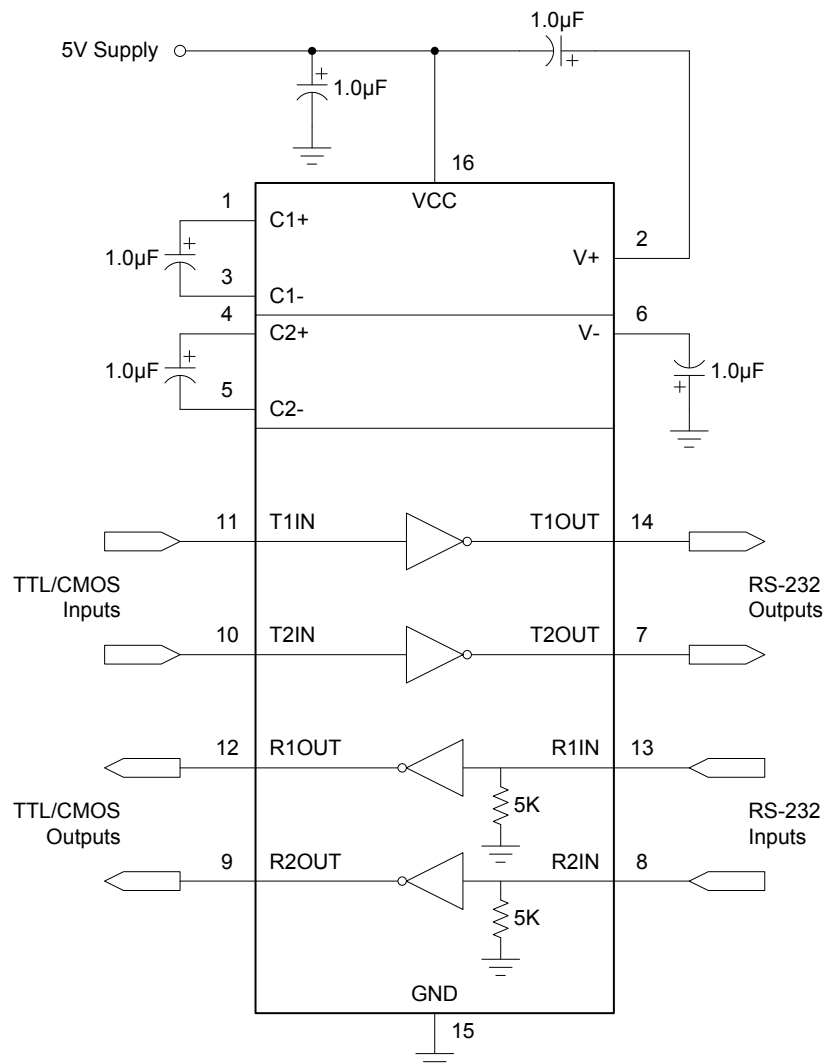 1.0µF
+
5V Supply
+
1.0µF
16
VCC
1
C1+
2
V+
+
1.0µF
3
C1-
4
C2+
6
V-
+
1.0µF
+
1.0µF
5
C2-
11
T1IN
T1OUT
14
TTL/CMOS
Inputs
RS-232
Outputs
10
T2IN
T2OUT
7
12
R1OUT
R1IN
13
5K
TTL/CMOS
Outputs
RS-232
Inputs
9
R2OUT
R2IN
8
5K
GND
15